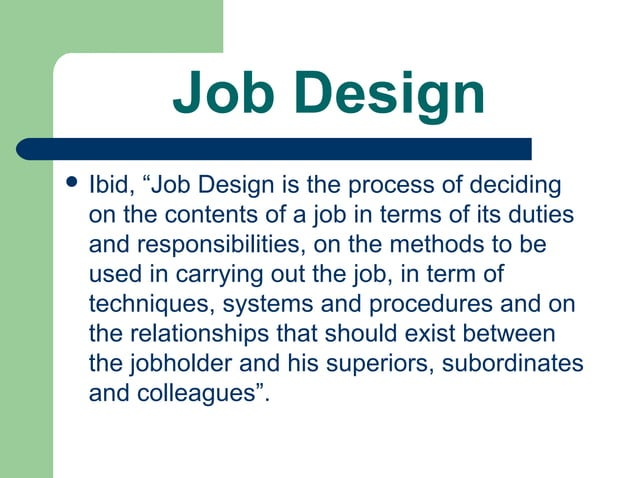 Job Design
Ibid, “Job Design is the process of deciding
on the contents of a job in terms of its duties
and responsibilities, on the methods to be
used in carrying out the job, in term of
techniques, systems and procedures and on
the relationships that should exist between
the jobholder and his superiors, subordinates
and colleagues”.